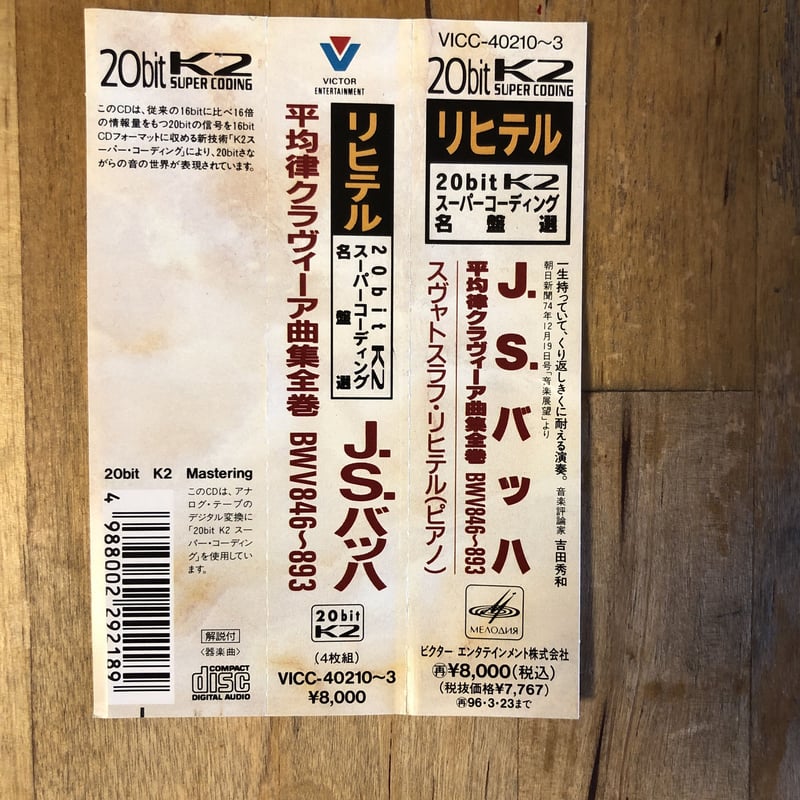 20bit K2
SUPER CODING
このCDは、従来の16bitに比べ16倍
の情報量をもつ20bitの信号を16bit
CDフォーマットに収める新技術「K2ス
ーパー・コーディング」により、20bitさな
がらの音の世界が表現されています。
20bit K2 Mastering
このCDは、アナ
ログ・テープの
デジタル変換に
「20bit K2 スー
パー・コーディン
グ」を使用してい
ます。
4 988002 292189
解説付
〈器楽曲〉
COMPACT
disc
DIGITAL AUDIO
VICTOR
ENTERTAINMENT
リヒテル
20bit K2
スーパーコーディング
名盤選
平均律クラヴィーア曲集全巻 BWV846〜893
J.S.バッハ
20bit
K2
(4枚組)
VICC-40210〜3
¥8,000
VICC-40210〜3
20bit K2
SUPER CODING
リヒテル
20bit K2
スーパーコーディング
名盤選
一生持っていて、くり返しきくに耐える演奏。 音楽評論家 吉田秀和
朝日新聞74年12月19日号「音楽展望」より
J.S.バッハ
平均律クラヴィーア曲集全巻 BWV846〜893
スヴャトスラフ・リヒテル(ピアノ)
МЕЛОДИЯ
ビクター エンタテインメント株式会社
再¥8,000(税込)
(税抜価格¥7,767)
再96・3・23まで